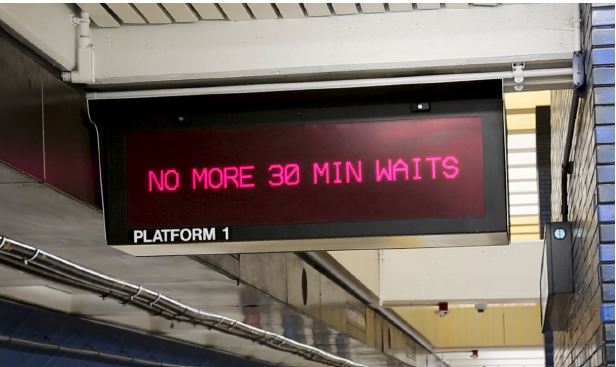 NO MORE 30 MIN WAITS
PLATFORM 1